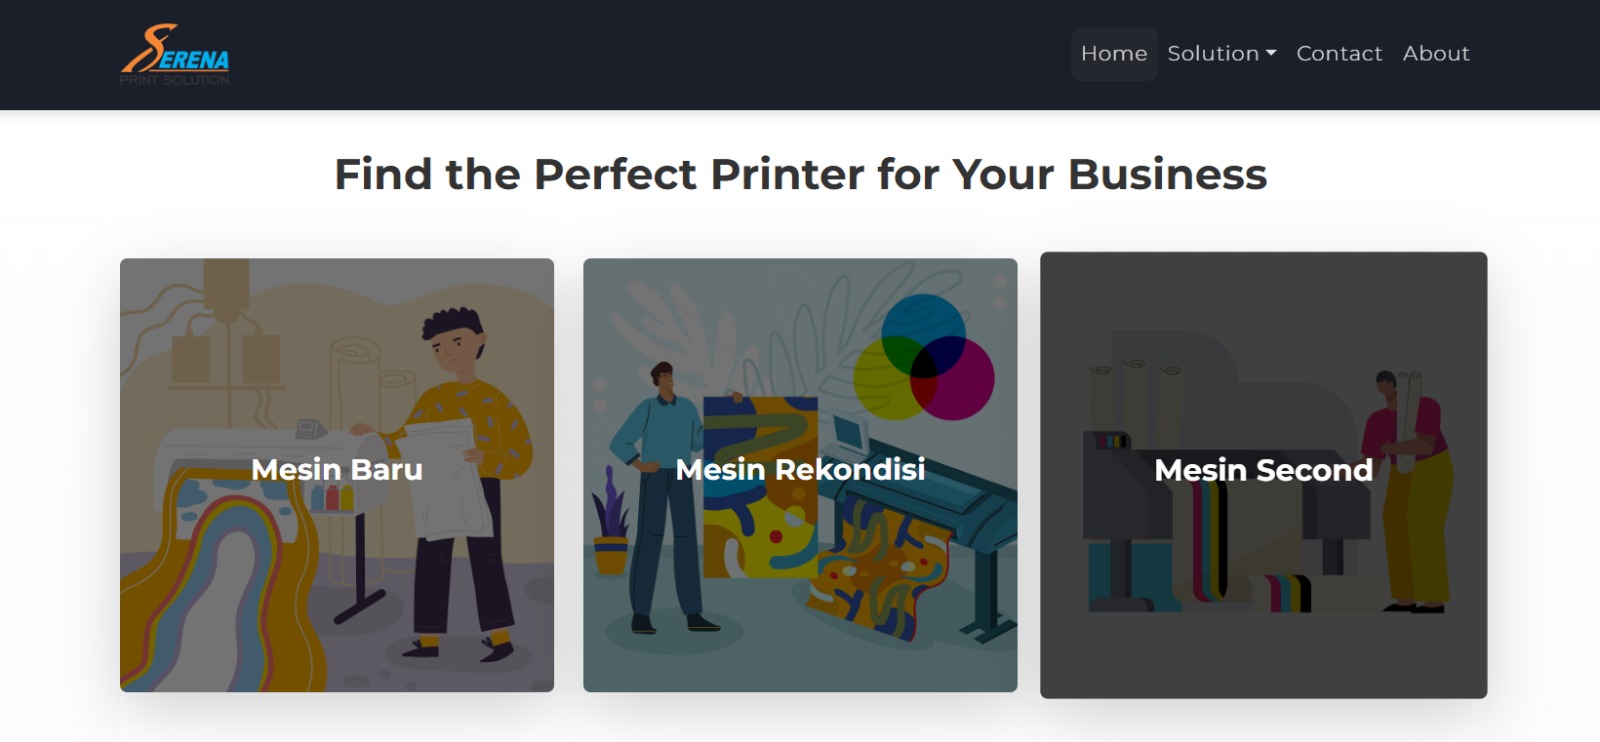 SERENA
PRINT SOLUTION
Home Solution Contact About
Find the Perfect Printer for Your Business
Mesin Baru Mesin Rekondisi Mesin Second